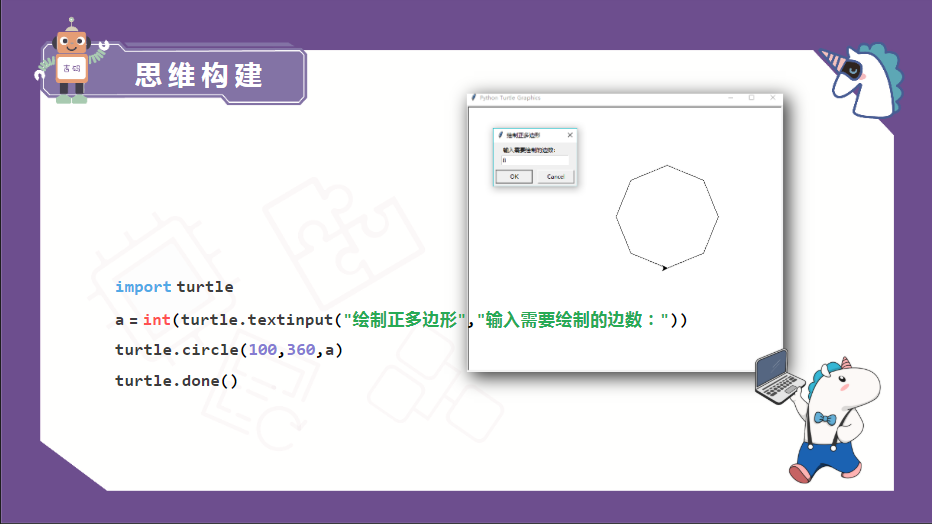 思维构建
Python Turtle Graphics
绘制正多边形
输入需要绘制的边数:
8
OK Cancel
import turtle
a = int(turtle.textinput("绘制正多边形","输入需要绘制的边数："))
turtle.circle(100,360,a)
turtle.done()